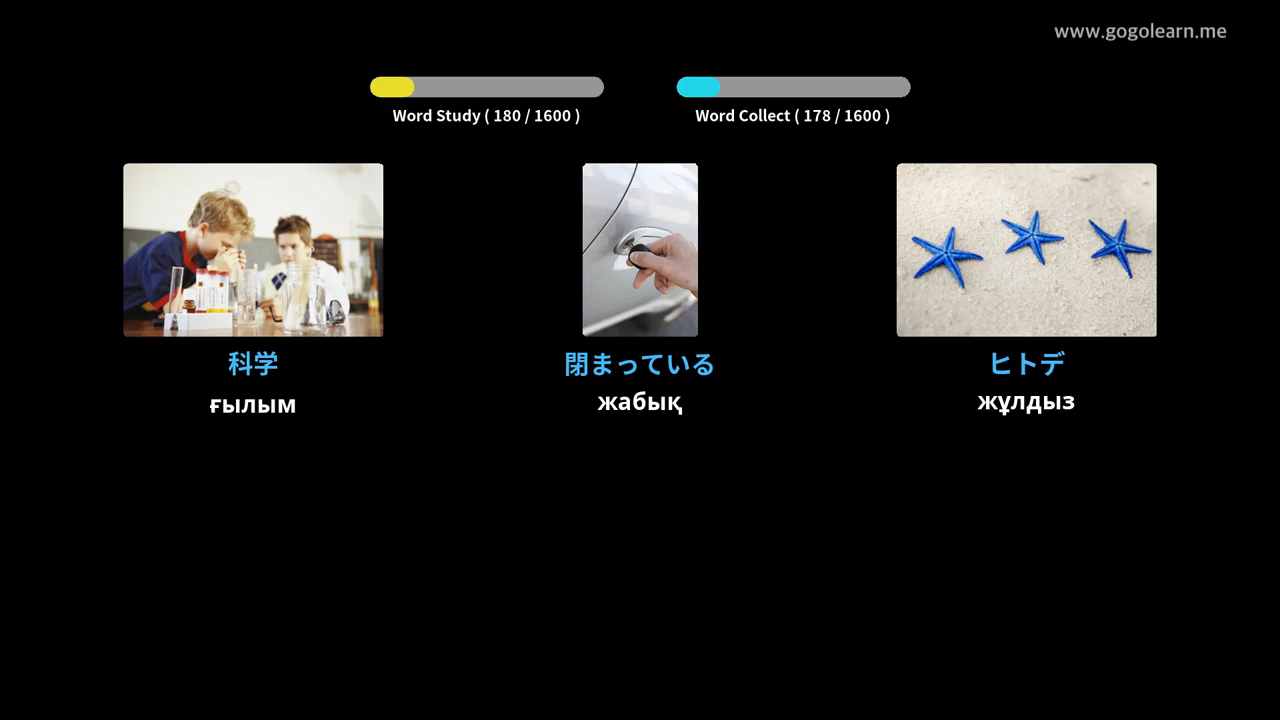 www.gogolearn.me
Word Study ( 180 / 1600 )
Word Collect ( 178 / 1600 )
科学
閉まっている
ヒトデ
ғылым
жабық
жұлдыз